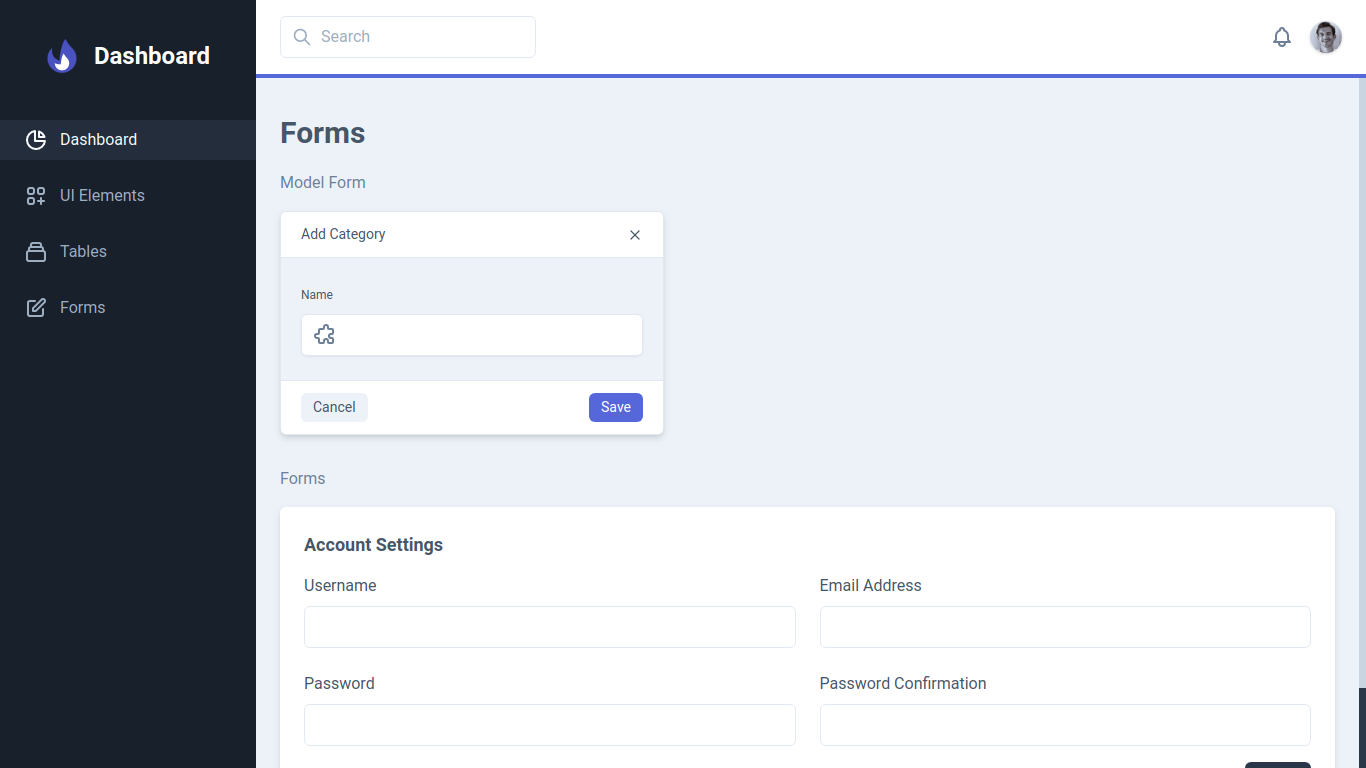 Dashboard
Search
Dashboard
UI Elements
Tables
Forms
Forms
Model Form
Add Category
Name
Cancel
Save
Forms
Account Settings
Username
Email Address
Password
Password Confirmation